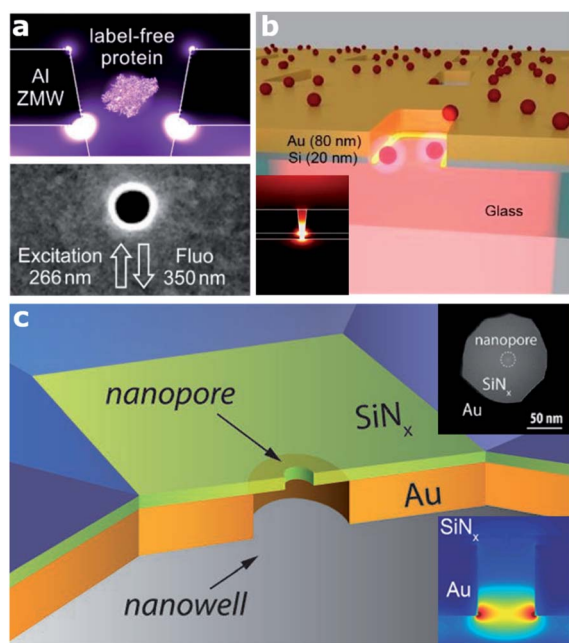 a
label-free
protein
Al
ZMW
Excitation
266 nm
Fluo
350 nm
b
Au (80 nm)
Si (20 nm)
Glass
c
nanopore
SiNx
Au
nanowell
nanopore
SiNx
Au
50 nm
SiNx
Au